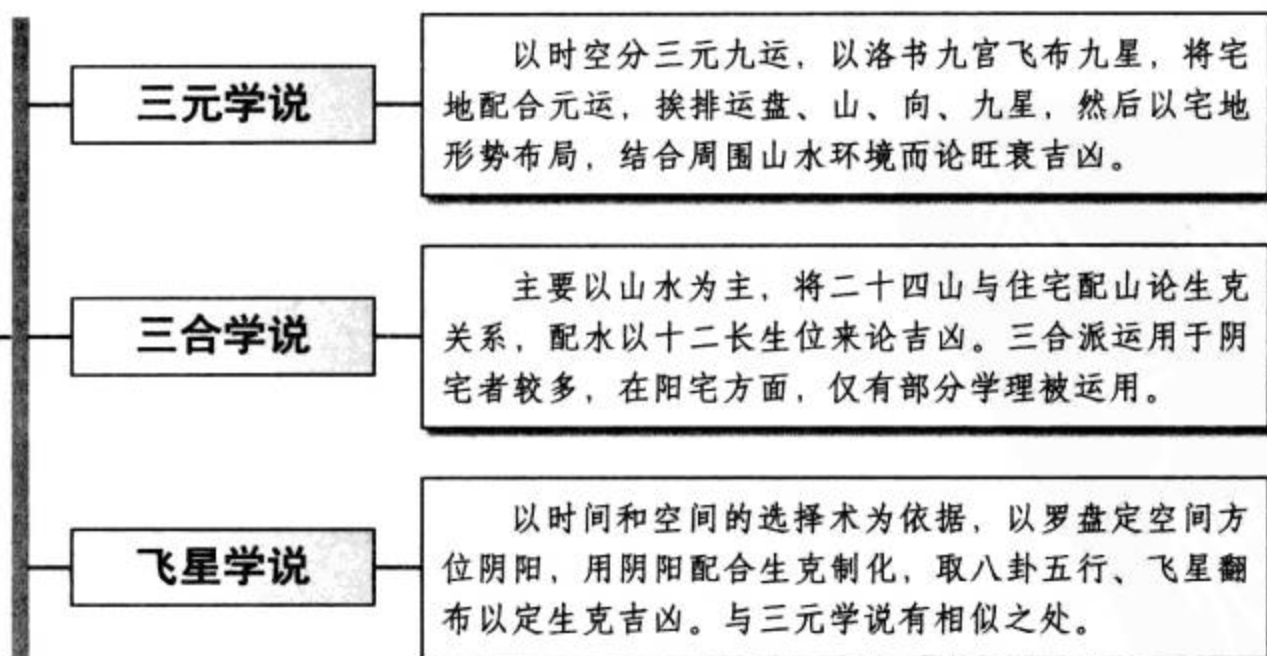 三元学说
以时空分三元九运，以洛书九宫飞布九星，将宅
地配合元运，挨排运盘、山、向、九星，然后以宅地
形势布局，结合周围山水环境而论旺衰吉凶。
三合学说
主要以山水为主，将二十四山与住宅配山论生克
关系，配水以十二长生位来论吉凶。三合派运用于阴
宅者较多，在阳宅方面，仅有部分学理被运用。
飞星学说
以时间和空间的选择术为依据，以罗盘定空间方
位阴阳，用阴阳配合生克制化，取八卦五行、飞星翻
布以定生克吉凶。与三元学说有相似之处。